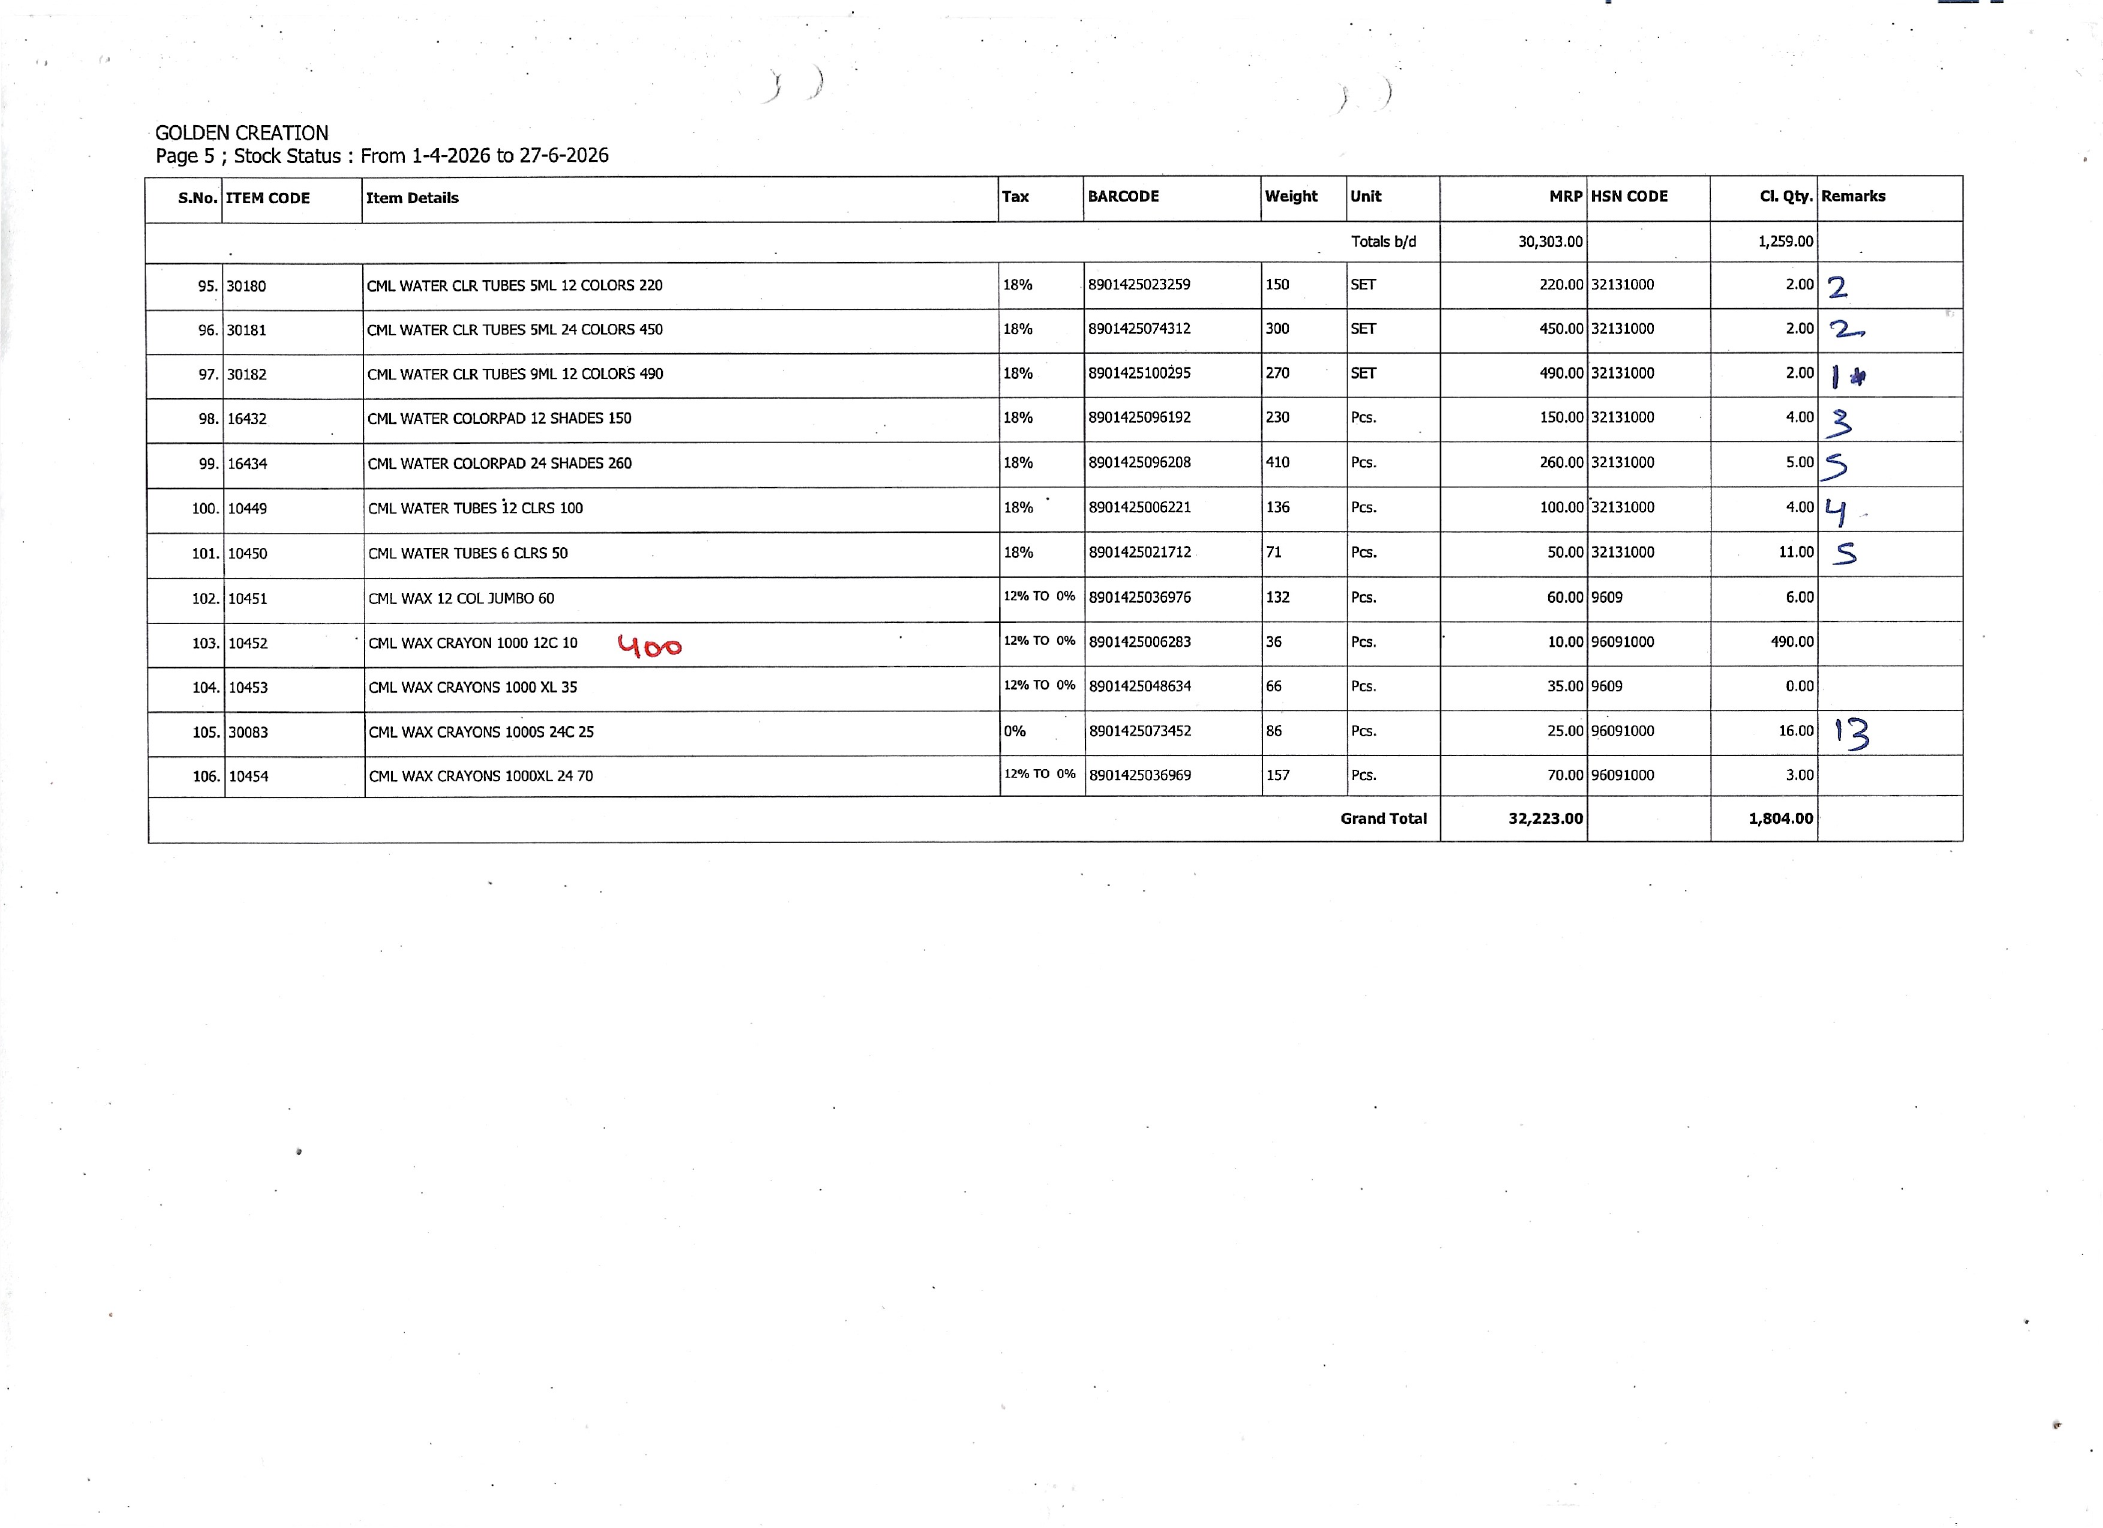 GOLDEN CREATION
Page 5 ; Stock Status : From 1-4-2026 to 27-6-2026
S.No. ITEM CODE Item Details Tax BARCODE Weight Unit MRP HSN CODE Cl. Qty. Remarks
Totals b/d 30,303.00 1,259.00
95. 30180 CML WATER CLR TUBES 5ML 12 COLORS 220 18% 8901425023259 150 SET 220.00 32131000 2.00 2
96. 30181 CML WATER CLR TUBES 5ML 24 COLORS 450 18% 8901425074312 300 SET 450.00 32131000 2.00 2
97. 30182 CML WATER CLR TUBES 9ML 12 COLORS 490 18% 8901425100295 270 SET 490.00 32131000 2.00 1
98. 16432 CML WATER COLORPAD 12 SHADES 150 18% 8901425096192 230 Pcs. 150.00 32131000 4.00 3
99. 16434 CML WATER COLORPAD 24 SHADES 260 18% 8901425096208 410 Pcs. 260.00 32131000 5.00 5
100. 10449 CML WATER TUBES 12 CLRS 100 18% 8901425006221 136 Pcs. 100.00 32131000 4.00 4
101. 10450 CML WATER TUBES 6 CLRS 50 18% 8901425021712 71 Pcs. 50.00 32131000 11.00 5
102. 10451 CML WAX 12 COL JUMBO 60 12% TO 0% 8901425036976 132 Pcs. 60.00 9609 6.00
103. 10452 CML WAX CRAYON 1000 12C 10 400 12% TO 0% 8901425006283 36 Pcs. 10.00 96091000 490.00
104. 10453 CML WAX CRAYONS 1000 XL 35 12% TO 0% 8901425048634 66 Pcs. 35.00 9609 0.00
105. 30083 CML WAX CRAYONS 1000S 24C 25 0% 8901425073452 86 Pcs. 25.00 96091000 16.00 13
106. 10454 CML WAX CRAYONS 1000XL 24 70 12% TO 0% 8901425036969 157 Pcs. 70.00 96091000 3.00
Grand Total 32,223.00 1,804.00